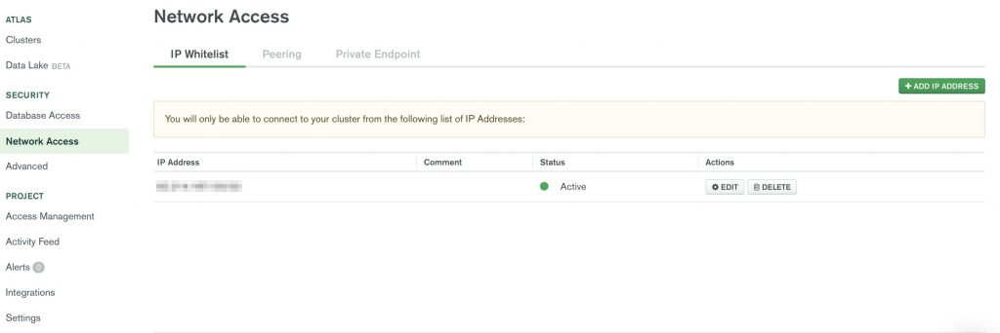 ATLAS
Clusters
Data Lake BETA
SECURITY
Database Access
Network Access
Advanced
PROJECT
Access Management
Activity Feed
Alerts 0
Integrations
Settings
Network Access
IP Whitelist Peering Private Endpoint
+ ADD IP ADDRESS
You will only be able to connect to your cluster from the following list of IP Addresses:
IP Address Comment Status Actions
Active EDIT DELETE